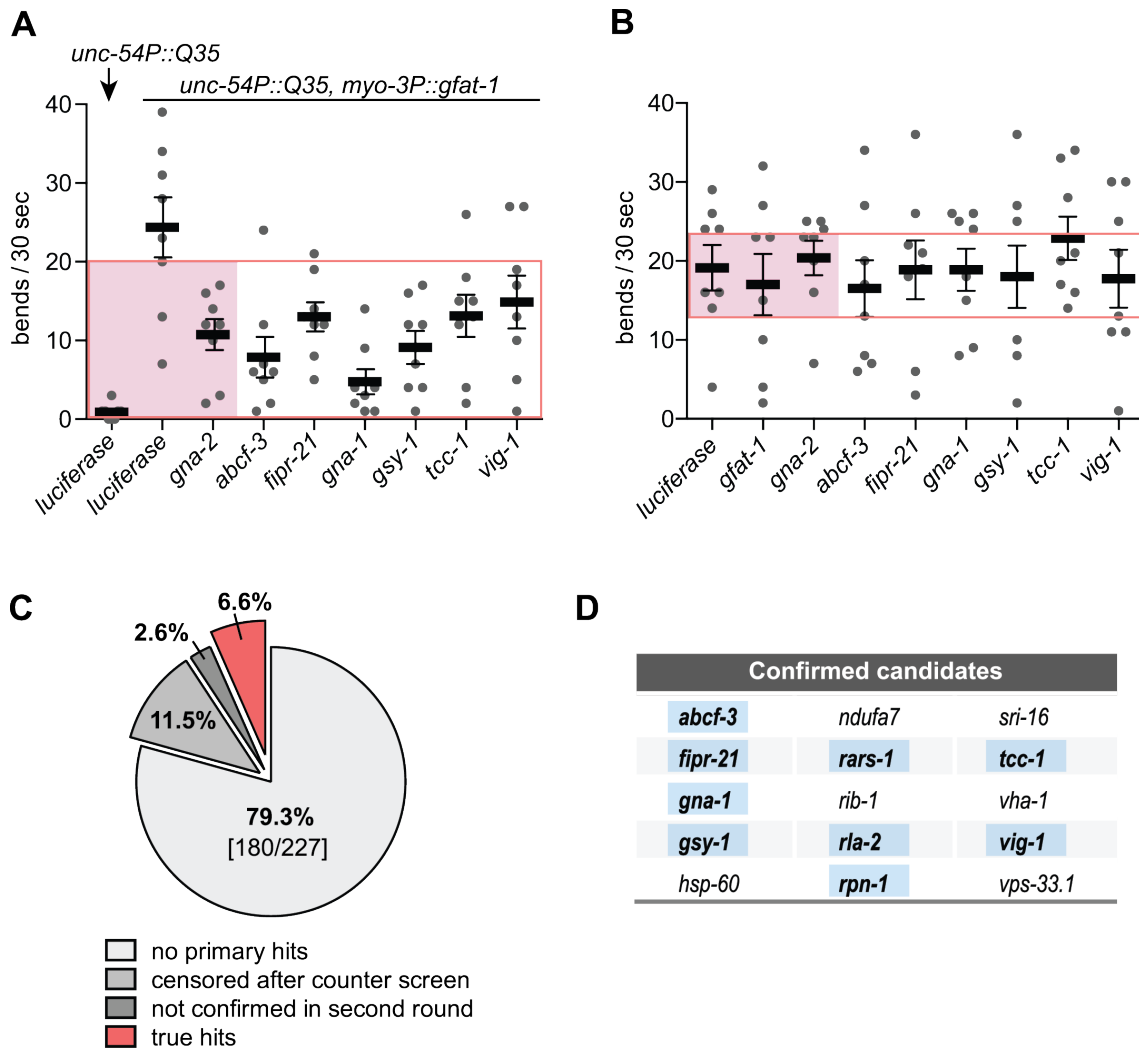 A
unc-54P::Q35
unc-54P::Q35, myo-3P::gfat-1
bends / 30 sec
40
30
20
10
0
luciferase
luciferase
gna-2
abcf-3
fipr-21
gna-1
gsy-1
tcc-1
vig-1
B
bends / 30 sec
40
30
20
10
0
luciferase
gfat-1
gna-2
abcf-3
fipr-21
gna-1
gsy-1
tcc-1
vig-1
C
6.6%
2.6%
11.5%
79.3%
[180/227]
no primary hits
censored after counter screen
not confirmed in second round
true hits
D
Confirmed candidates
abcf-3 ndufa7 sri-16
fipr-21 rars-1 tcc-1
gna-1 rib-1 vha-1
gsy-1 rla-2 vig-1
hsp-60 rpn-1 vps-33.1